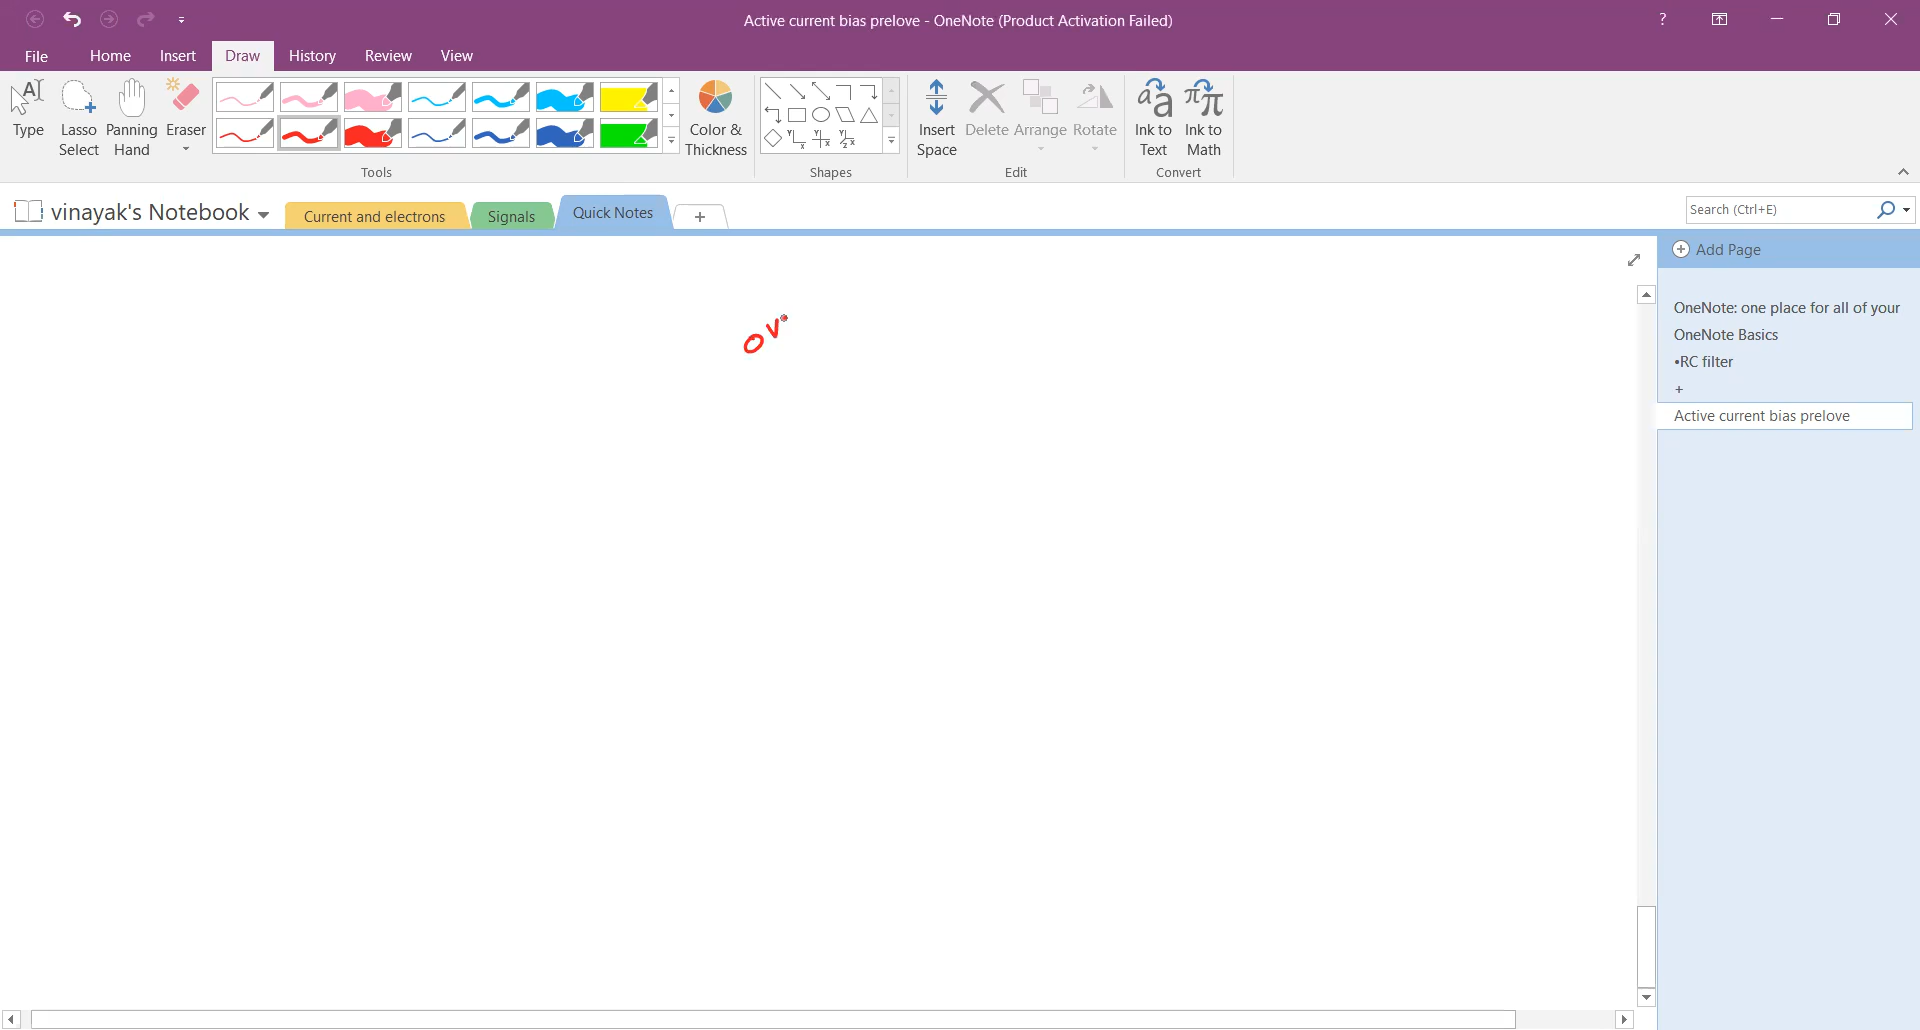 Active current bias prelove - OneNote (Product Activation Failed)
?
File Home Insert Draw History Review View
Type
Lasso Select
Panning Hand
Eraser
Color & Thickness
Insert Space
Delete
Arrange
Rotate
Ink to Text
Ink to Math
Tools
Shapes
Edit
Convert
vinayak's Notebook
Current and electrons
Signals
Quick Notes
+
Search (Ctrl+E)
Add Page
OneNote: one place for all of your
OneNote Basics
•RC filter
+
Active current bias prelove
ov